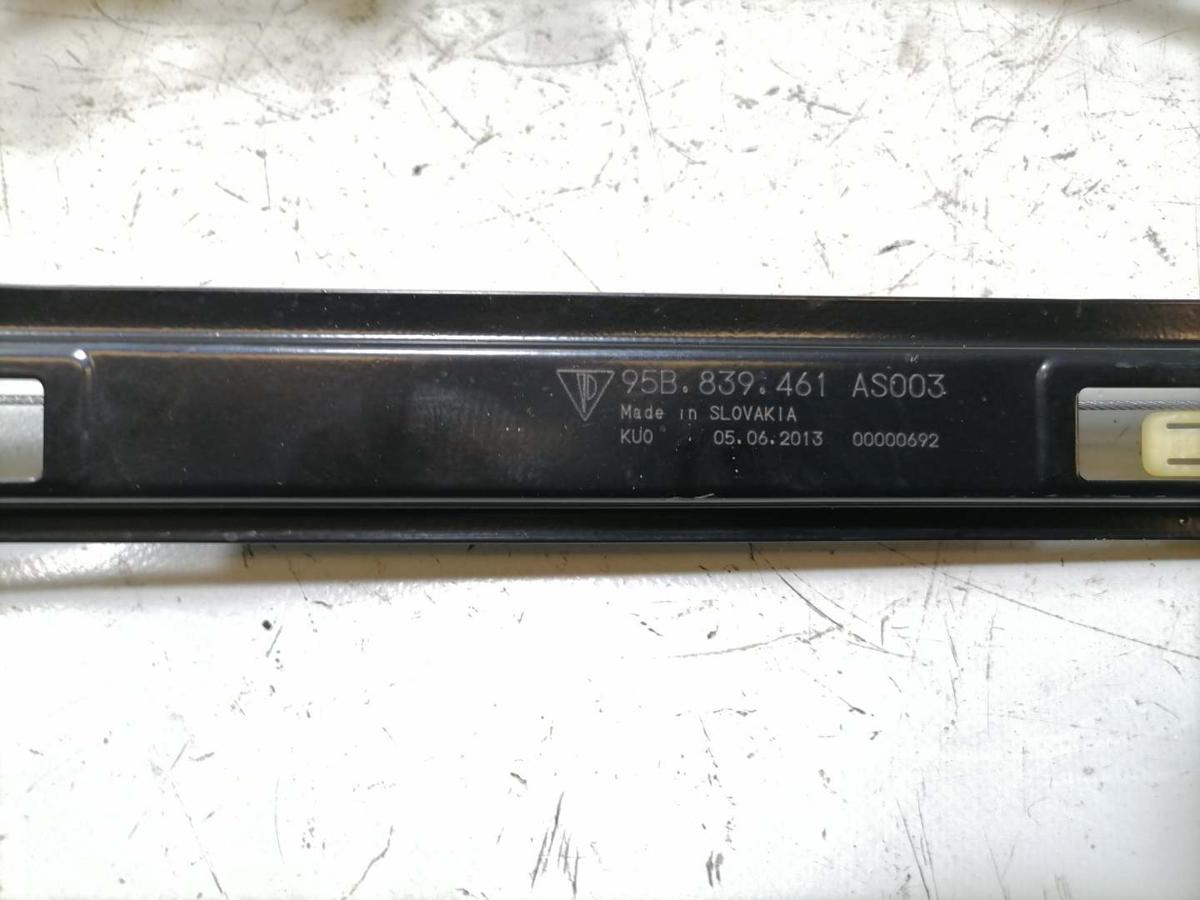 95B.839.461 AS003
Made in SLOVAKIA
KU0 05.06.2013 00000692